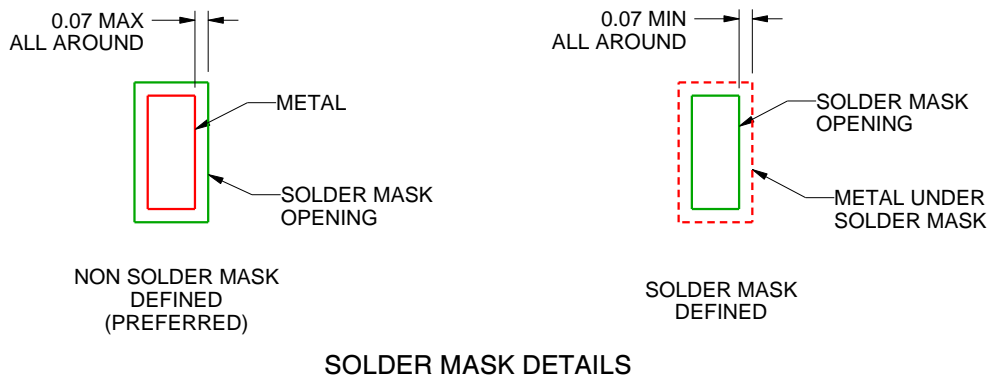 0.07 MAX
ALL AROUND
METAL
SOLDER MASK
OPENING
NON SOLDER MASK
DEFINED
(PREFERRED)
0.07 MIN
ALL AROUND
SOLDER MASK
OPENING
METAL UNDER
SOLDER MASK
SOLDER MASK
DEFINED
SOLDER MASK DETAILS